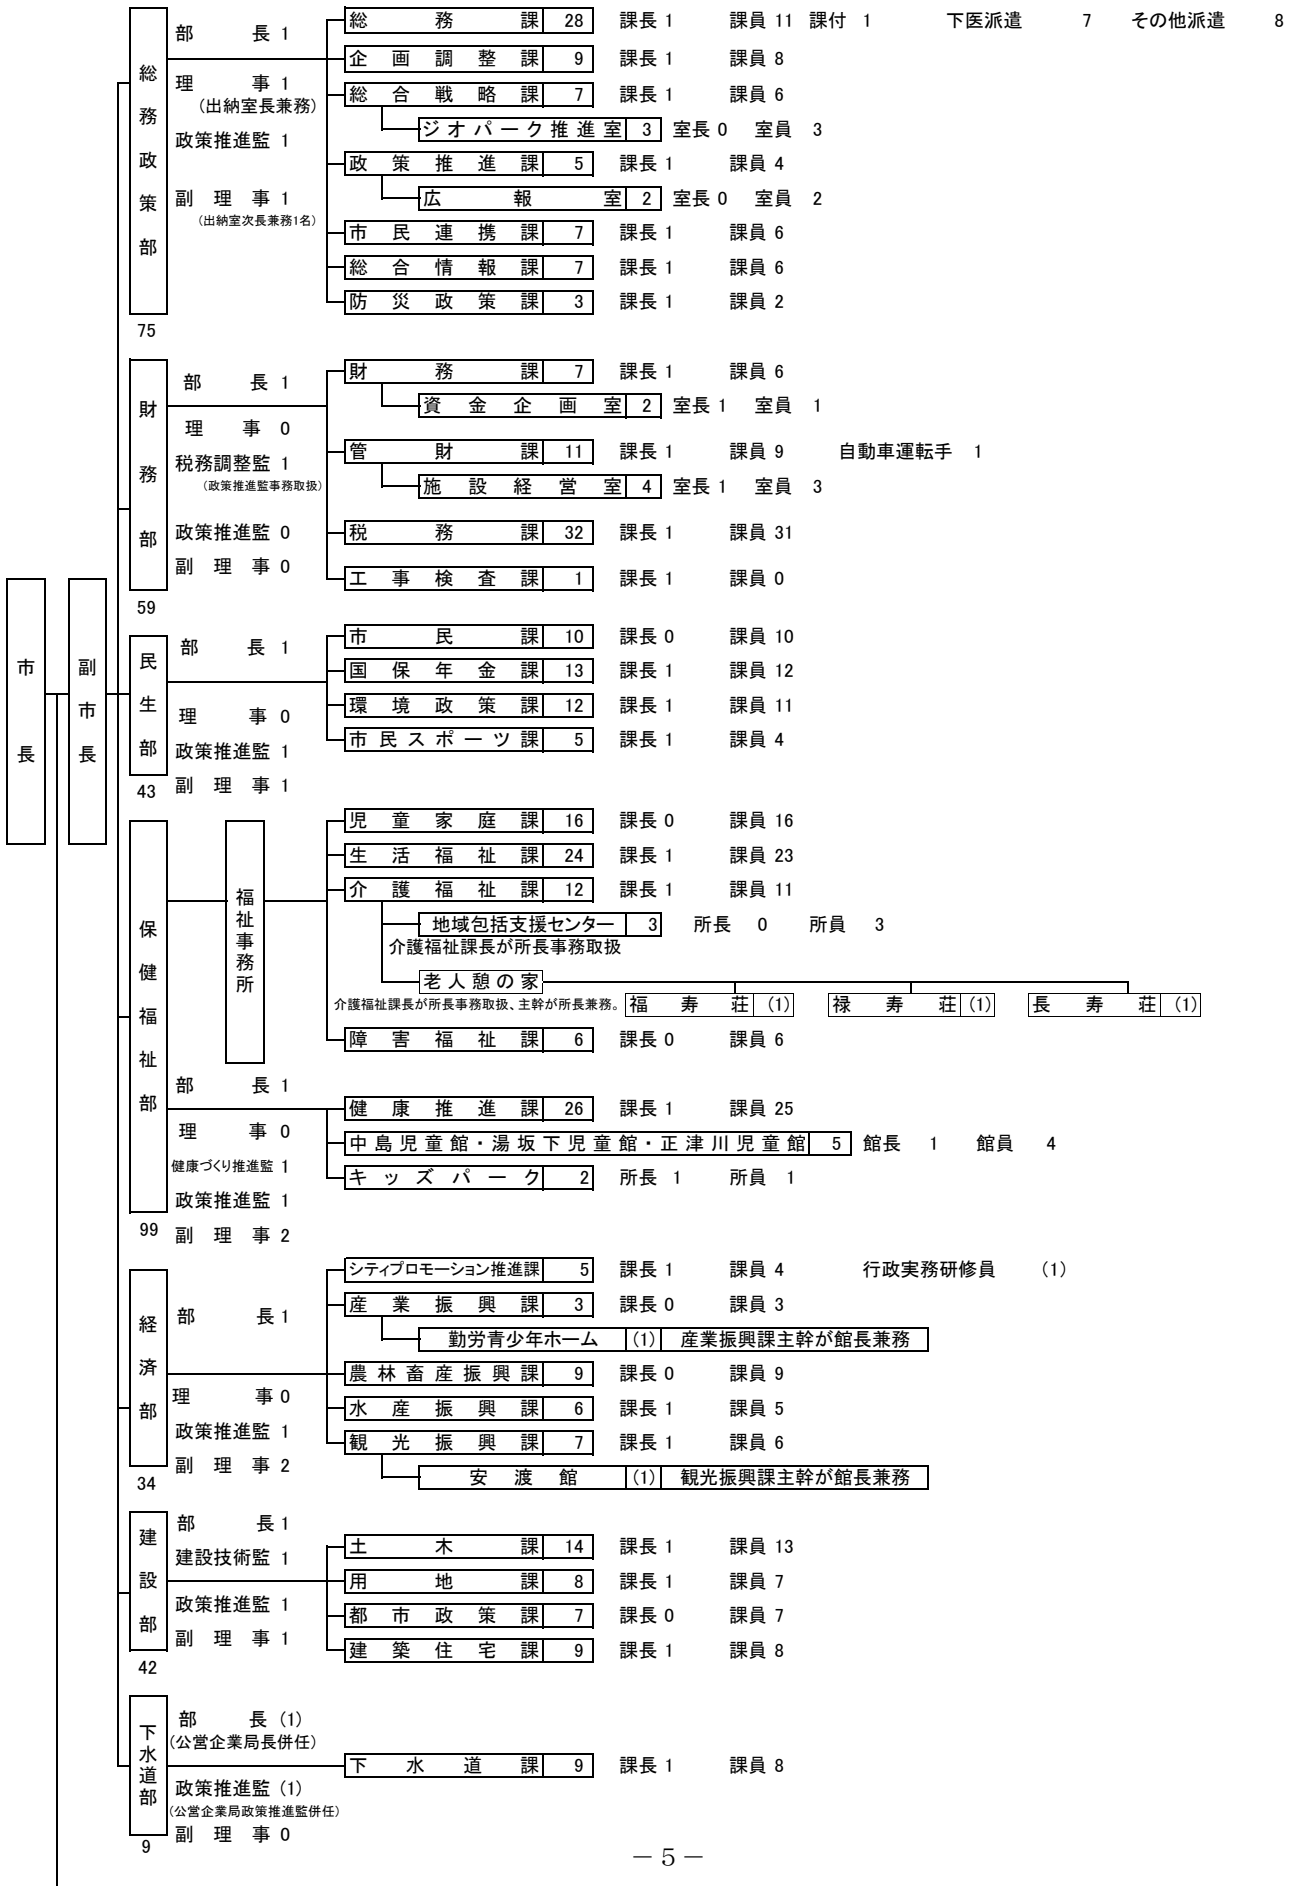 市長
副市長
総務政策部
75
部長 1
理事 1
（出納室長兼務）
政策推進監 1
副理事 1
（出納室次長兼務1名）
総務課 28 課長 1 課員 11 課付 1 下医派遣 7 その他派遣 8
企画調整課 9 課長 1 課員 8
総合戦略課 7 課長 1 課員 6
ジオパーク推進室 3 室長 0 室員 3
政策推進課 5 課長 1 課員 4
広報室 2 室長 0 室員 2
市民連携課 7 課長 1 課員 6
総合情報課 7 課長 1 課員 6
防災政策課 3 課長 1 課員 2
財務部
59
部長 1
理事 0
税務調整監 1
（政策推進監事務取扱）
政策推進監 0
副理事 0
財務課 7 課長 1 課員 6
資金企画室 2 室長 1 室員 1
管財課 11 課長 1 課員 9 自動車運転手 1
施設経営室 4 室長 1 室員 3
税務課 32 課長 1 課員 31
工事検査課 1 課長 1 課員 0
民生部
43
部長 1
理事 0
政策推進監 1
副理事 1
市民課 10 課長 0 課員 10
国保年金課 13 課長 1 課員 12
環境政策課 12 課長 1 課員 11
市民スポーツ課 5 課長 1 課員 4
保健福祉部
99
福祉事務所
児童家庭課 16 課長 0 課員 16
生活福祉課 24 課長 1 課員 23
介護福祉課 12 課長 1 課員 11
地域包括支援センター 3 所長 0 所員 3
介護福祉課長が所長事務取扱
老人憩の家
介護福祉課長が所長事務取扱、主幹が所長兼務。 福寿荘 (1) 禄寿荘 (1) 長寿荘 (1)
障害福祉課 6 課長 0 課員 6
部長 1
理事 0
健康づくり推進監 1
政策推進監 1
副理事 2
健康推進課 26 課長 1 課員 25
中島児童館・湯坂下児童館・正津川児童館 5 館長 1 館員 4
キッズパーク 2 所長 1 所員 1
経済部
34
部長 1
理事 0
政策推進監 1
副理事 2
シティプロモーション推進課 5 課長 1 課員 4 行政実務研修員 (1)
産業振興課 3 課長 0 課員 3
勤労青少年ホーム (1) 産業振興課主幹が館長兼務
農林畜産振興課 9 課長 0 課員 9
水産振興課 6 課長 1 課員 5
観光振興課 7 課長 1 課員 6
安渡館 (1) 観光振興課主幹が館長兼務
建設部
42
部長 1
建設技術監 1
政策推進監 1
副理事 1
土木課 14 課長 1 課員 13
用地課 8 課長 1 課員 7
都市政策課 7 課長 0 課員 7
建築住宅課 9 課長 1 課員 8
下水道部
9
部長 (1)
（公営企業局長併任）
政策推進監 (1)
（公営企業局政策推進監併任）
副理事 0
下水道課 9 課長 1 課員 8
－ 5 －